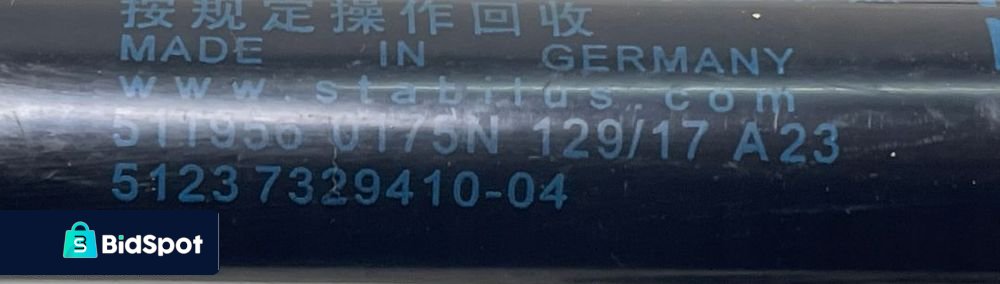 按规定操作回收
MADE IN GERMANY
www.stabilus.com
511956 0175N 129/17 A23
5123 7329410-04
BidSpot